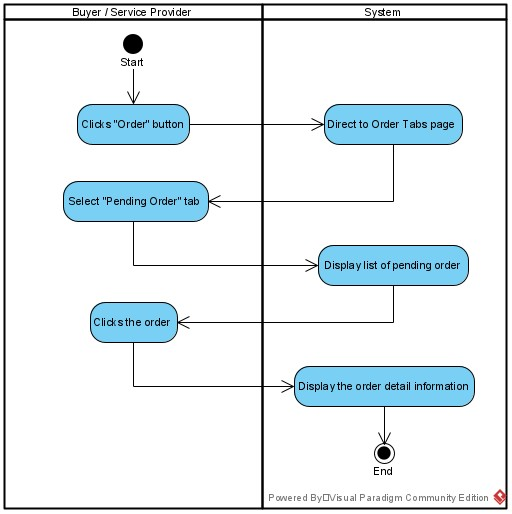 Buyer / Service Provider
System
Start
Clicks "Order" button
Direct to Order Tabs page
Select "Pending Order" tab
Display list of pending order
Clicks the order
Display the order detail information
End
Powered By□Visual Paradigm Community Edition